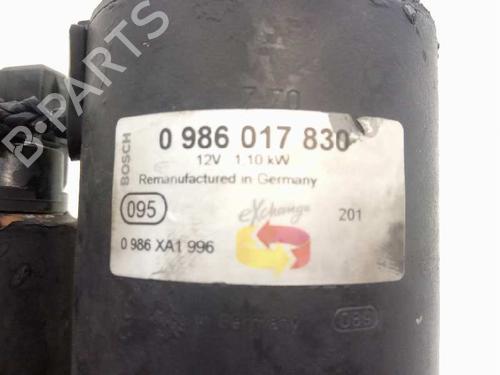 B-PARTS
BOSCH
0 986 017 830
12V 1,10 kW
Remanufactured in Germany
095
exchange
201
0 986 XA1 996
in Germany
089